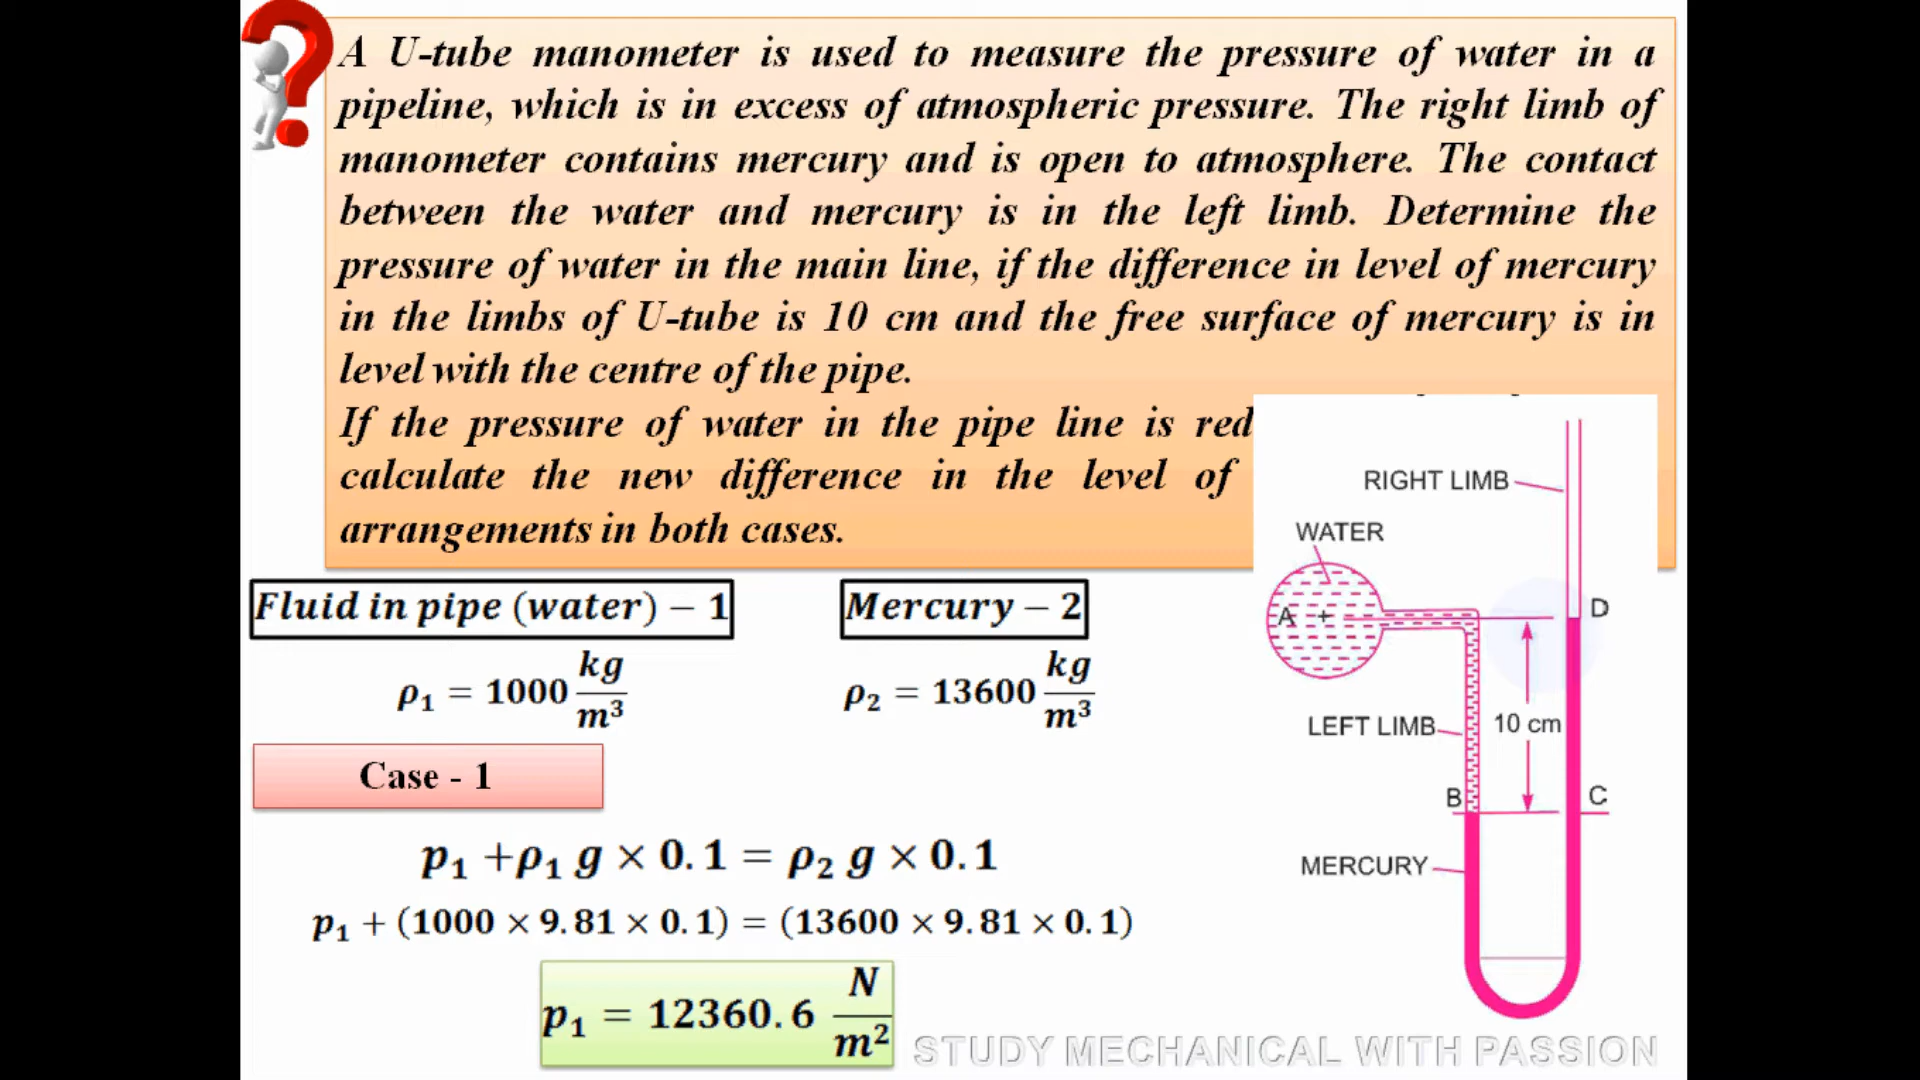 A U-tube manometer is used to measure the pressure of water in a
pipeline, which is in excess of atmospheric pressure. The right limb of
manometer contains mercury and is open to atmosphere. The contact
between the water and mercury is in the left limb. Determine the
pressure of water in the main line, if the difference in level of mercury
in the limbs of U-tube is 10 cm and the free surface of mercury is in
level with the centre of the pipe.
If the pressure of water in the pipe line is red
calculate the new difference in the level of
arrangements in both cases.
RIGHT LIMB
WATER
A +
D
LEFT LIMB
10 cm
B
C
MERCURY
Fluid in pipe (water) – 1
Mercury – 2
ρ₁ = 1000 kg/m³
ρ₂ = 13600 kg/m³
Case - 1
p₁ +ρ₁ g × 0.1 = ρ₂ g × 0.1
p₁ + (1000 × 9.81 × 0.1) = (13600 × 9.81 × 0.1)
p₁ = 12360.6 N/m²
STUDY MECHANICAL WITH PASSION